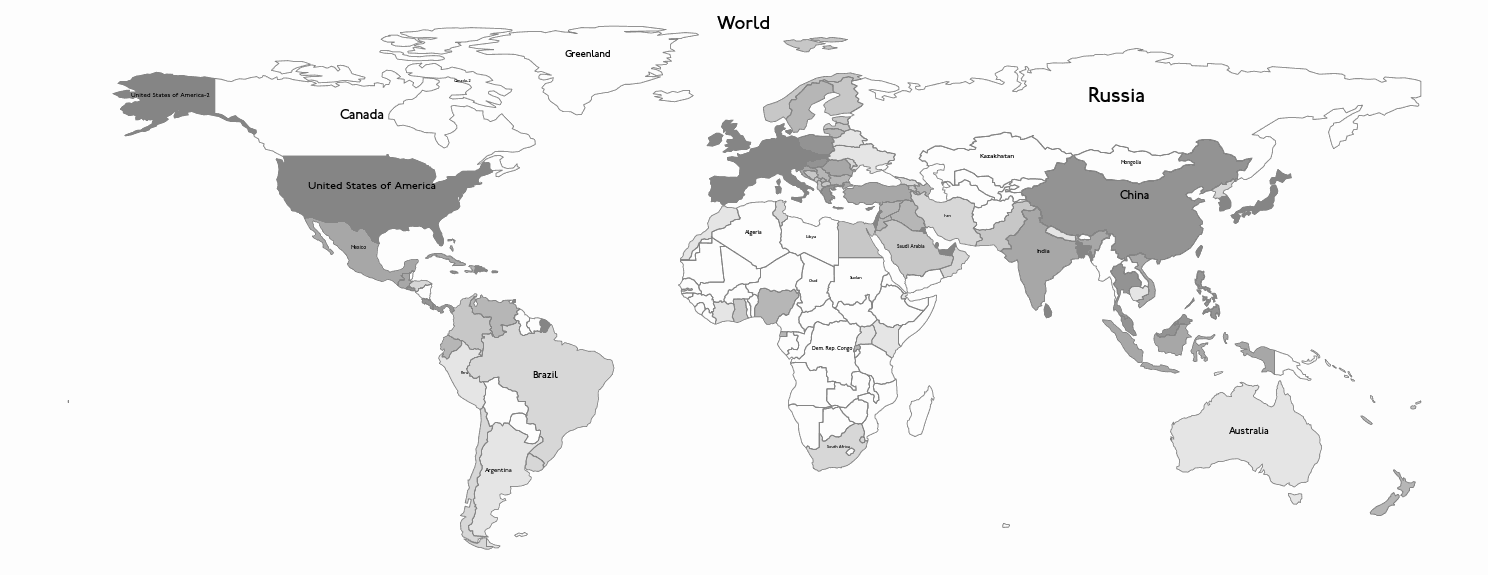 World
Greenland
Canada-2
United States of America-2
Russia
Canada
Kazakhstan
Mongolia
United States of America
China
Iran
Algeria
Libya
Mexico
Saudi Arabia
India
Chad
Sudan
Dem. Rep. Congo
Peru
Brazil
Australia
South Africa
Argentina